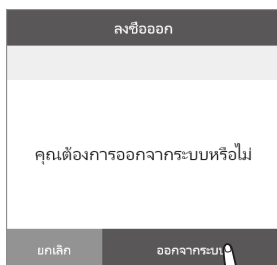 ลงชื่อออก
คุณต้องการออกจากระบบหรือไม่
ยกเลิก
ออกจากระบบ